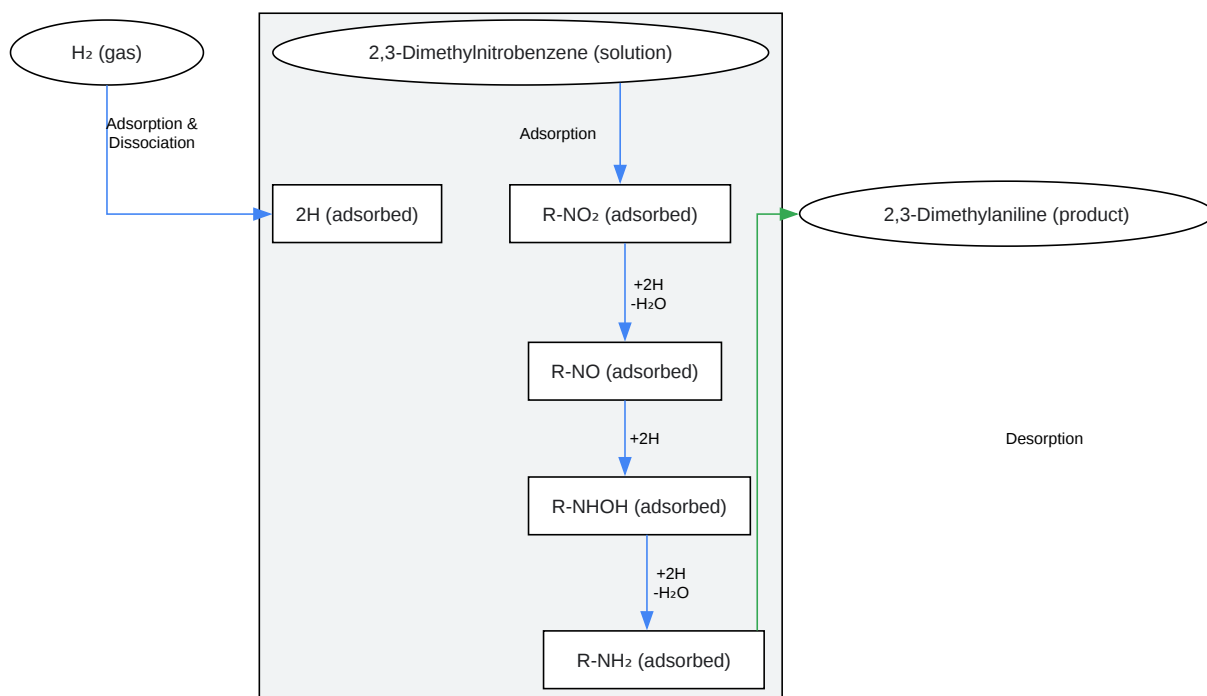 H₂ (gas)
2,3-Dimethylnitrobenzene (solution)
Adsorption &
Dissociation
Adsorption
2H (adsorbed)
R-NO₂ (adsorbed)
2,3-Dimethylaniline (product)
+2H
-H₂O
R-NO (adsorbed)
+2H
Desorption
R-NHOH (adsorbed)
+2H
-H₂O
R-NH₂ (adsorbed)